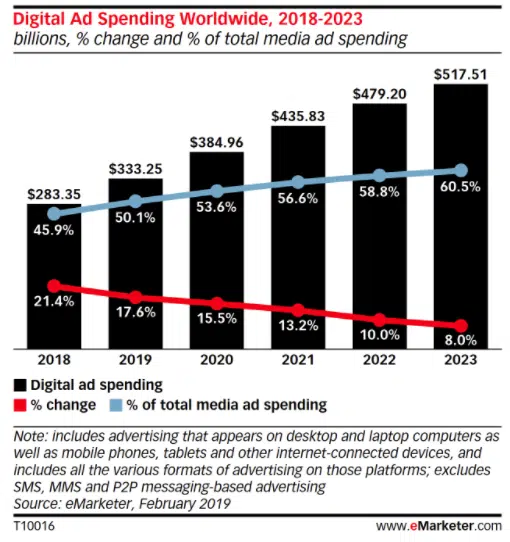 Digital Ad Spending Worldwide, 2018-2023
billions, % change and % of total media ad spending
$283.35
$333.25
$384.96
$435.83
$479.20
$517.51
45.9%
50.1%
53.6%
56.6%
58.8%
60.5%
21.4%
17.6%
15.5%
13.2%
10.0%
8.0%
2018 2019 2020 2021 2022 2023
Digital ad spending
% change % of total media ad spending
Note: includes advertising that appears on desktop and laptop computers as
well as mobile phones, tablets and other internet-connected devices, and
includes all the various formats of advertising on those platforms; excludes
SMS, MMS and P2P messaging-based advertising
Source: eMarketer, February 2019
T10016 www.eMarketer.com